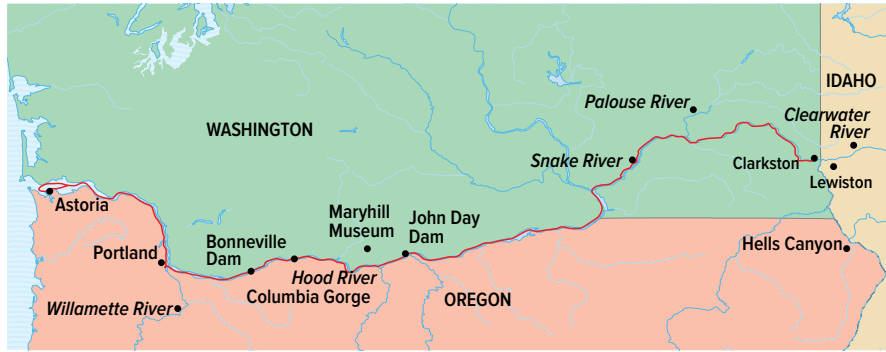 IDAHO
Palouse River
Clearwater
River
WASHINGTON
Snake River
Clarkston
Lewiston
Astoria
Maryhill
Museum
John Day
Dam
Bonneville
Dam
Portland
Hells Canyon
Hood River
Columbia Gorge
OREGON
Willamette River